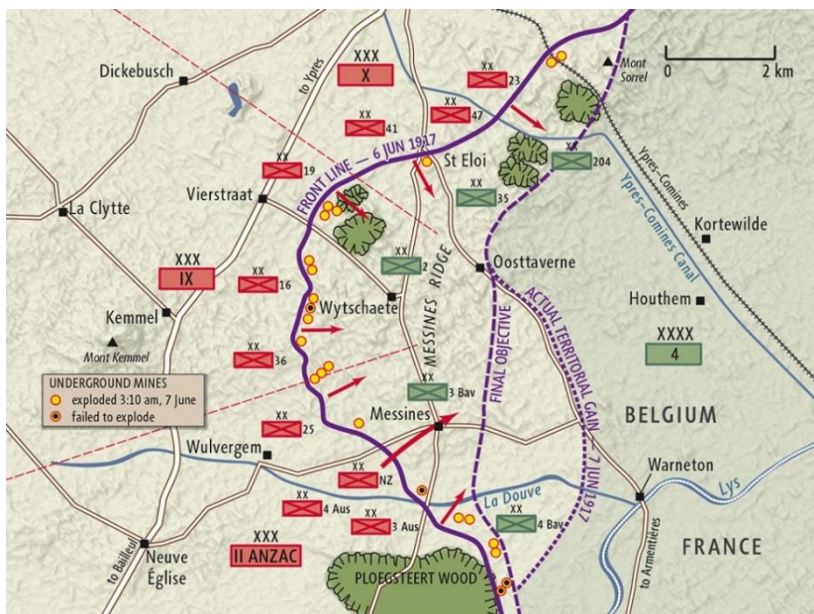 Dickebusch
to Ypres
XXX
X
XX
23
Mont
Sorrel
0 2 km
XX
47
XX
41
FRONT LINE — 6 JUN 1917
St Eloi
XX
204
XX
19
Vierstraat
XX
35
Ypres–Comines
Ypres–Comines Canal
La Clytte
Kortewilde
XXX
IX
XX
16
XX
2
MESSINES RIDGE
Oosttaverne
Wytschaete
Houthem
Kemmel
Mont Kemmel
XXXX
4
XX
36
FINAL OBJECTIVE
ACTUAL TERRITORIAL GAIN — 7 JUN 1917
UNDERGROUND MINES
exploded 3:10 am, 7 June
failed to explode
XX
3 Bav
BELGIUM
XX
25
Messines
Wulvergem
Warneton
XX
NZ
La Douve
Lys
XX
4 Aus
XX
3 Aus
XX
4 Bav
to Bailleul
Neuve
Église
XXX
II ANZAC
PLOEGSTEERT WOOD
to Armentières
FRANCE